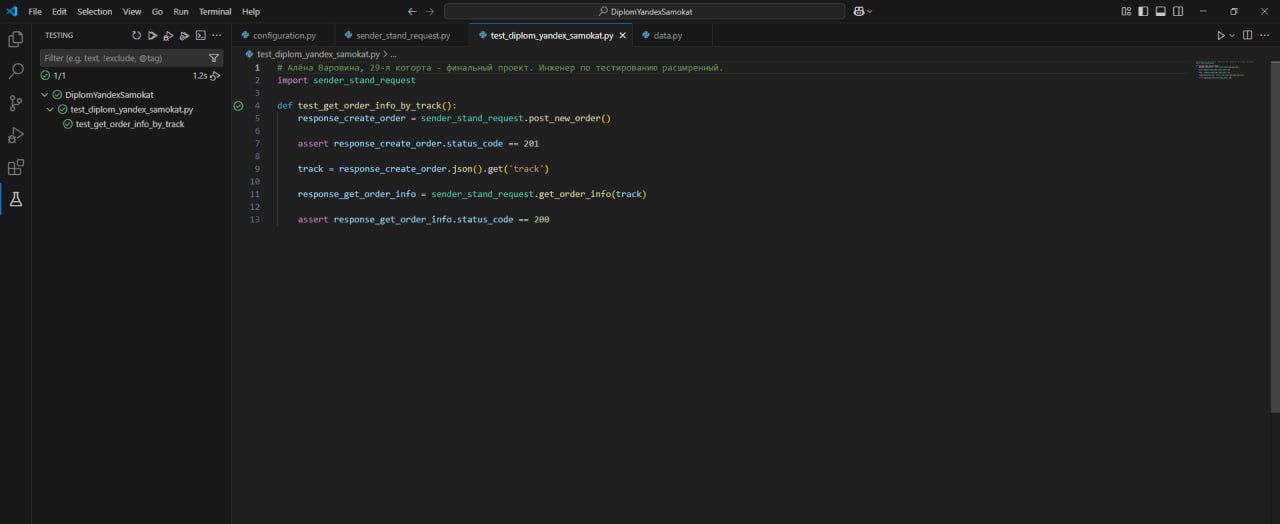 File Edit Selection View Go Run Terminal Help
DiplomYandexSamokat
TESTING
Filter (e.g. text, !exclude, @tag)
1/1
1.2s
DiplomYandexSamokat
test_diplom_yandex_samokat.py
test_get_order_info_by_track
configuration.py
sender_stand_request.py
test_diplom_yandex_samokat.py
data.py
test_diplom_yandex_samokat.py > ...
1 # Алёна Варовина, 29-я когорта - финальный проект. Инженер по тестированию расширенный.
2 import sender_stand_request
3
4 def test_get_order_info_by_track():
5 response_create_order = sender_stand_request.post_new_order()
6
7 assert response_create_order.status_code == 201
8
9 track = response_create_order.json().get('track')
10
11 response_get_order_info = sender_stand_request.get_order_info(track)
12
13 assert response_get_order_info.status_code == 200